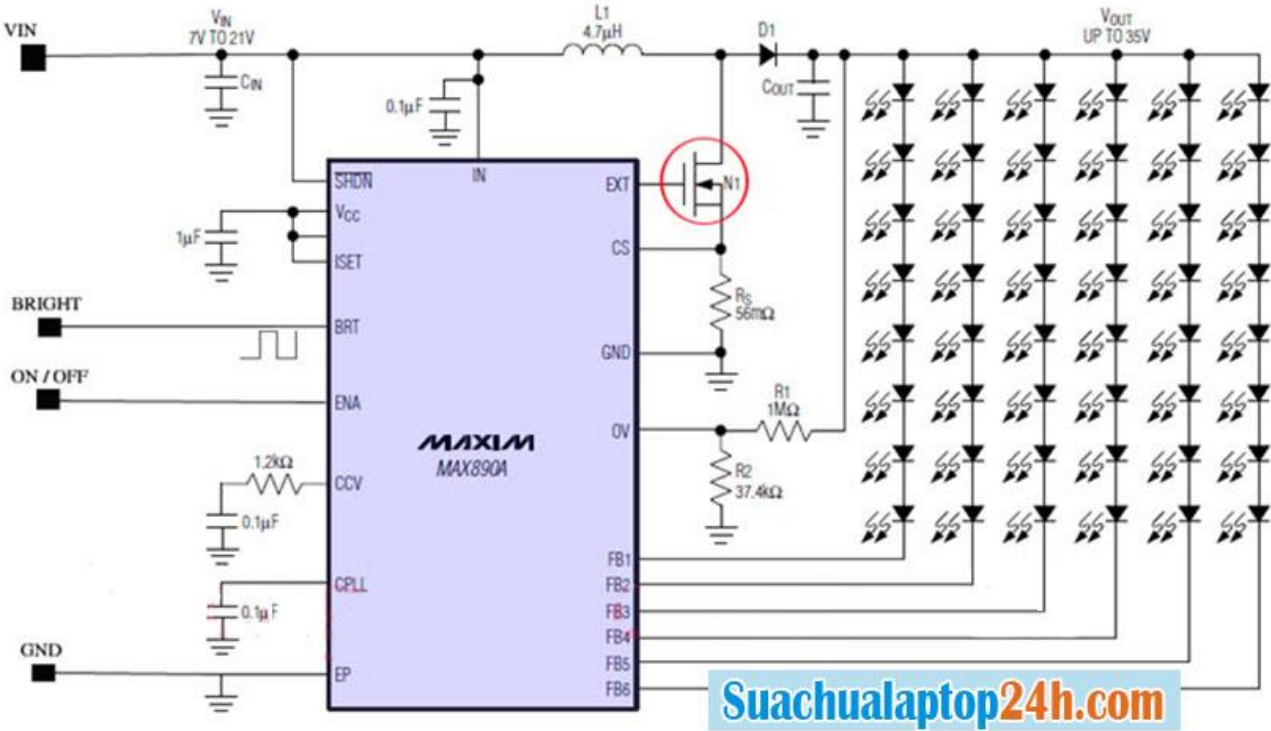 VIN
VIN
7V TO 21V
CIN
0.1µF
L1
4.7µH
D1
COUT
VOUT
UP TO 35V
SHDN
IN
EXT
N1
VCC
1µF
ISET
CS
RS
56mΩ
BRIGHT
BRT
GND
ON / OFF
ENA
R1
1MΩ
OV
MAXIM
MAX890A
R2
37.4kΩ
1.2kΩ
CCV
0.1µF
FB1
CPLL
FB2
0.1µF
FB3
FB4
GND
EP
FB5
FB6
Suachualaptop24h.com